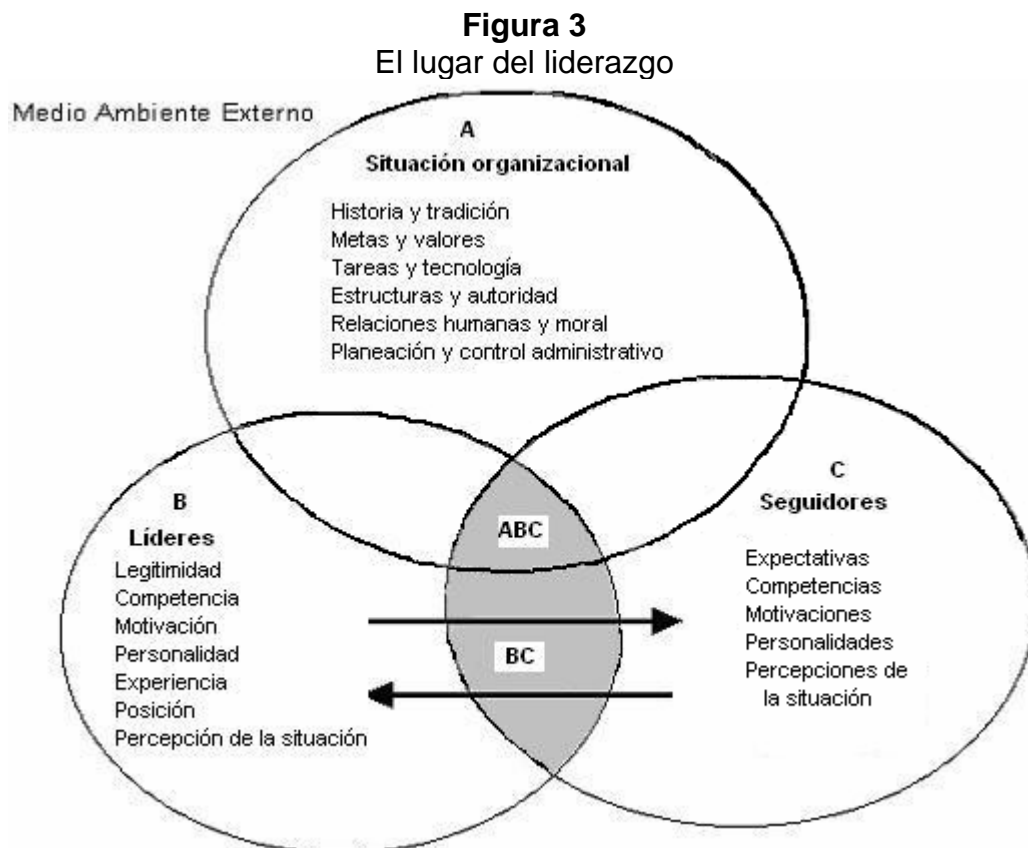 Figura 3
El lugar del liderazgo
Medio Ambiente Externo
A
Situación organizacional
Historia y tradición
Metas y valores
Tareas y tecnología
Estructuras y autoridad
Relaciones humanas y moral
Planeación y control administrativo
B
Líderes
Legitimidad
Competencia
Motivación
Personalidad
Experiencia
Posición
Percepción de la situación
ABC
BC
C
Seguidores
Expectativas
Competencias
Motivaciones
Personalidades
Percepciones de
la situación